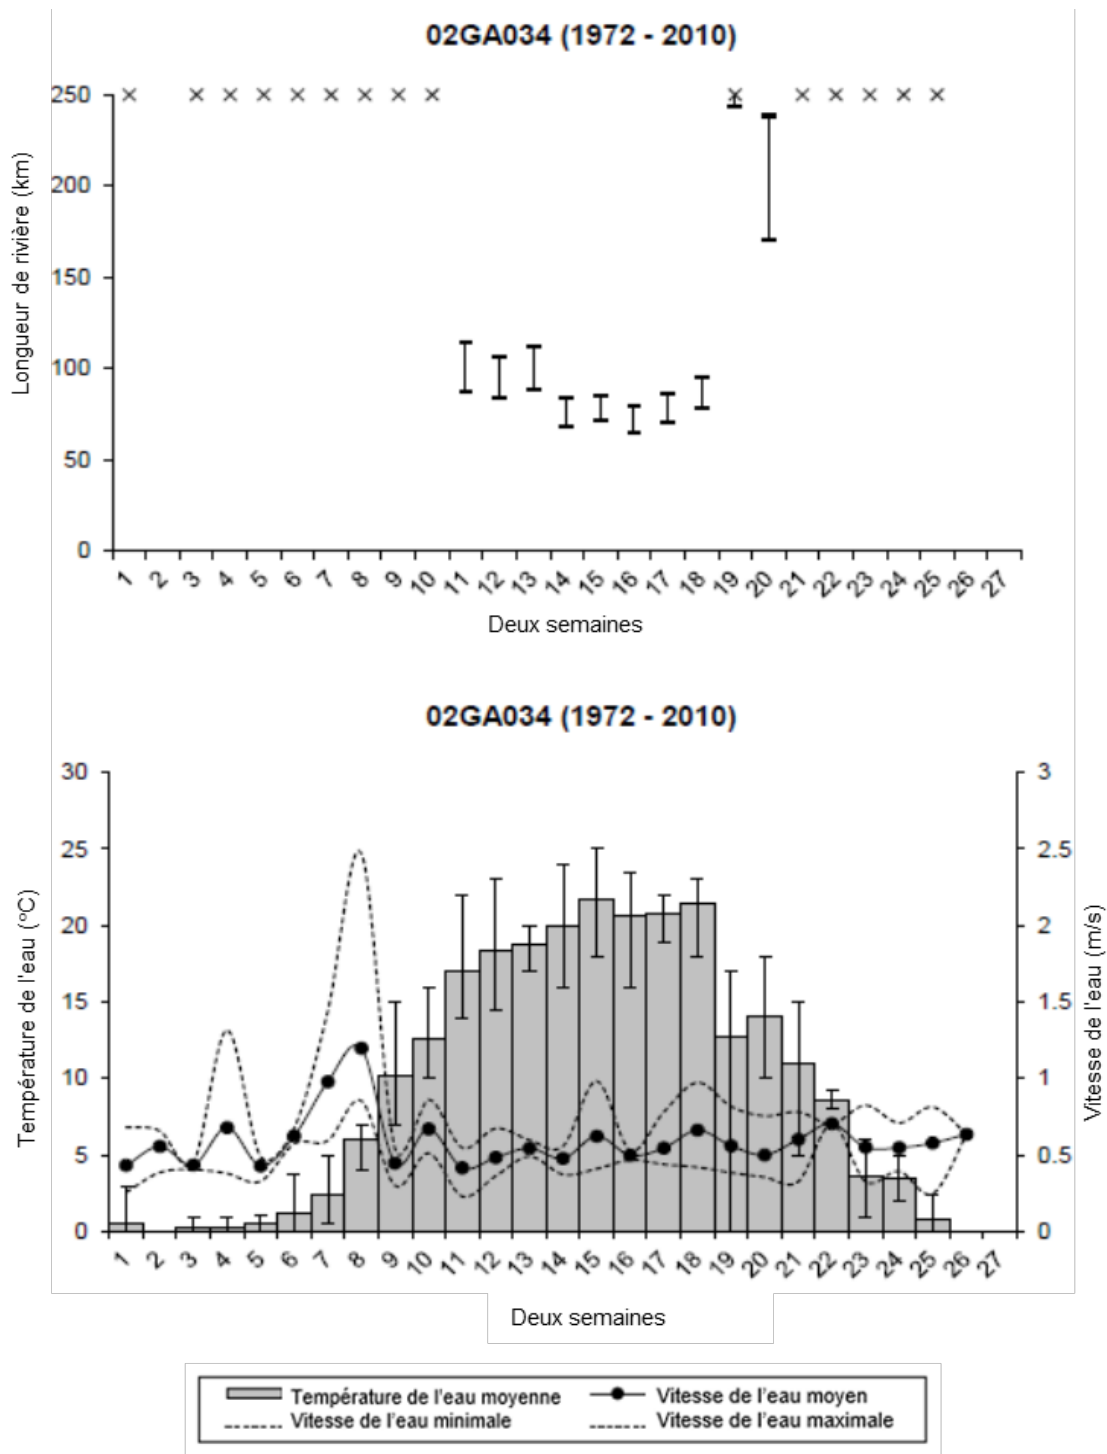 02GA034 (1972 - 2010)
Longueur de rivière (km)
250
200
150
100
50
0
1 2 3 4 5 6 7 8 9 10 11 12 13 14 15 16 17 18 19 20 21 22 23 24 25 26 27
Deux semaines
02GA034 (1972 - 2010)
Température de l'eau (°C)
30 3
25 2.5
20 2
15 1.5
10 1
5 0.5
0 0
Vitesse de l'eau (m/s)
1 2 3 4 5 6 7 8 9 10 11 12 13 14 15 16 17 18 19 20 21 22 23 24 25 26 27
Deux semaines
Température de l'eau moyenne Vitesse de l'eau moyen
Vitesse de l'eau minimale Vitesse de l'eau maximale